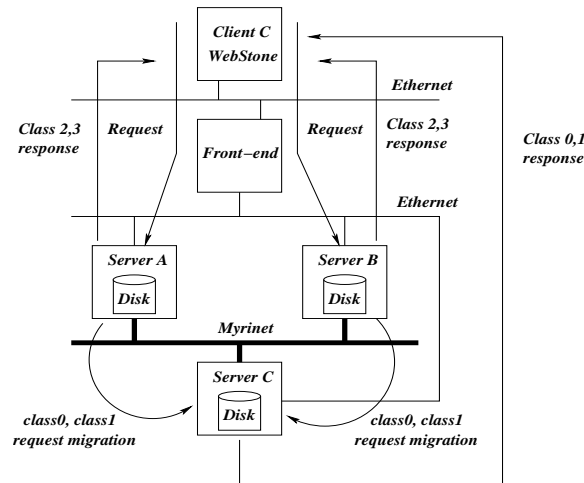 Client C
WebStone
Ethernet
Class 2,3
response
Request
Request
Class 2,3
response
Class 0,1
response
Front-end
Ethernet
Server A
Disk
Server B
Disk
Myrinet
Server C
Disk
class0, class1
request migration
class0, class1
request migration